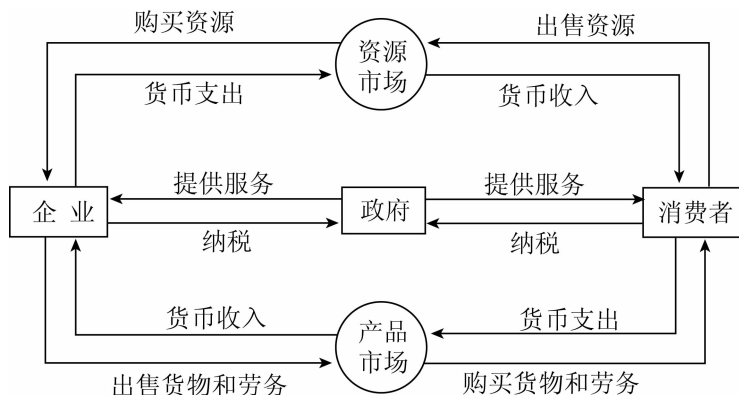 购买资源
出售资源
资源
市场
货币支出
货币收入
提供服务
提供服务
企 业
政府
消费者
纳税
纳税
货币收入
货币支出
产品
市场
出售货物和劳务
购买货物和劳务